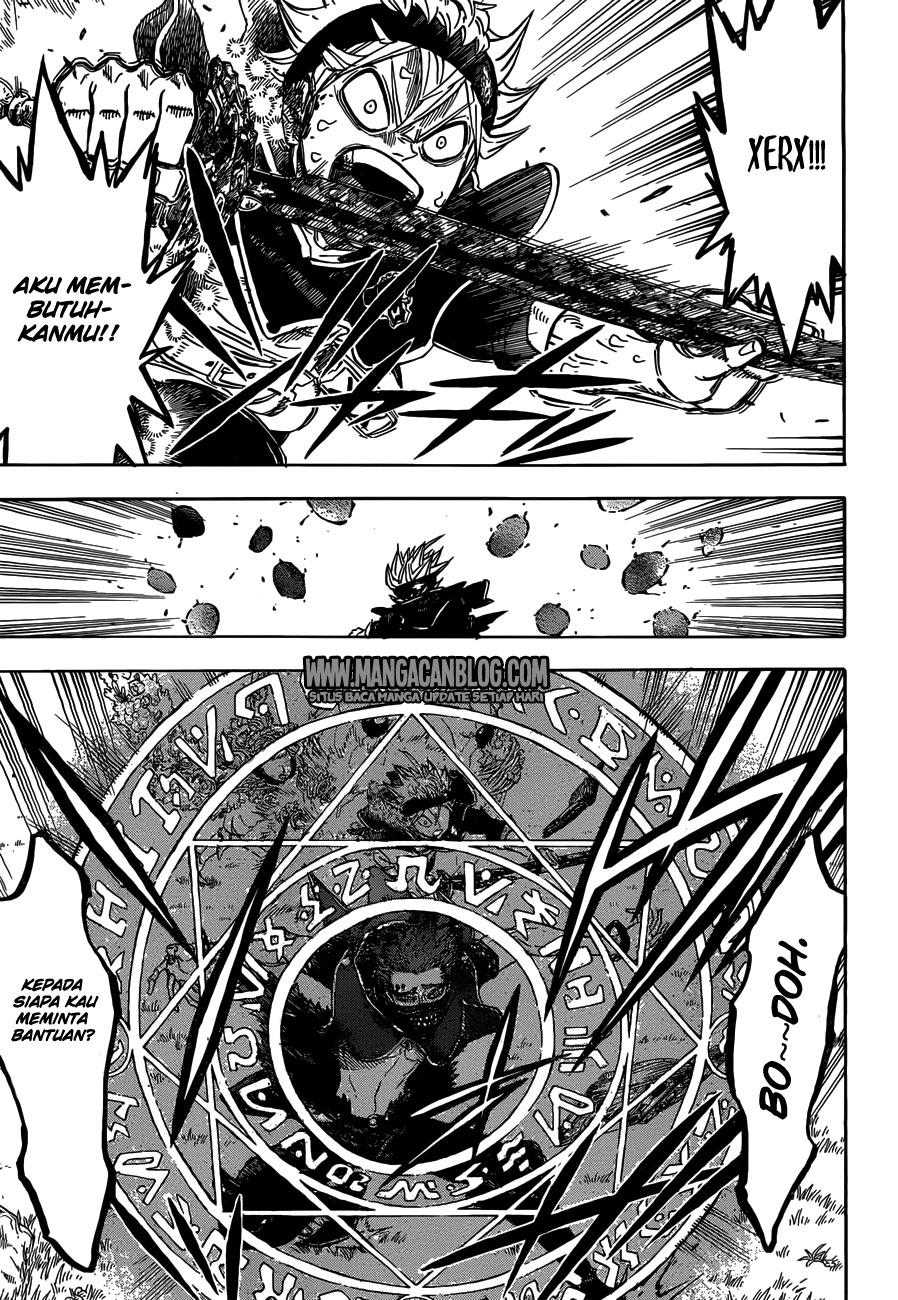 XERX!!!
AKU MEM-
BUTUH-
KANMU!!
WWW.MANGACANBLOG.COM
SITUS BACA MANGA UPDATE SETIAP HARI
BO~~DOH.
KEPADA
SIAPA KAU
MEMINTA
BANTUAN?